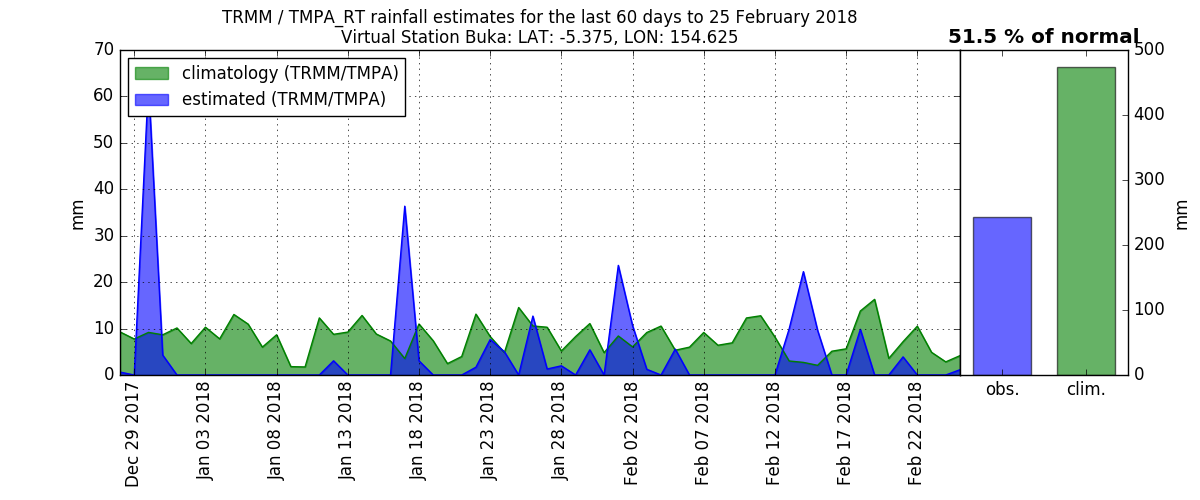 TRMM / TMPA_RT rainfall estimates for the last 60 days to 25 February 2018
Virtual Station Buka: LAT: -5.375, LON: 154.625
51.5 % of normal
climatology (TRMM/TMPA)
estimated (TRMM/TMPA)
70
60
50
40
30
20
10
0
mm
Dec 29 2017
Jan 03 2018
Jan 08 2018
Jan 13 2018
Jan 18 2018
Jan 23 2018
Jan 28 2018
Feb 02 2018
Feb 07 2018
Feb 12 2018
Feb 17 2018
Feb 22 2018
500
400
300
200
100
0
mm
obs.
clim.